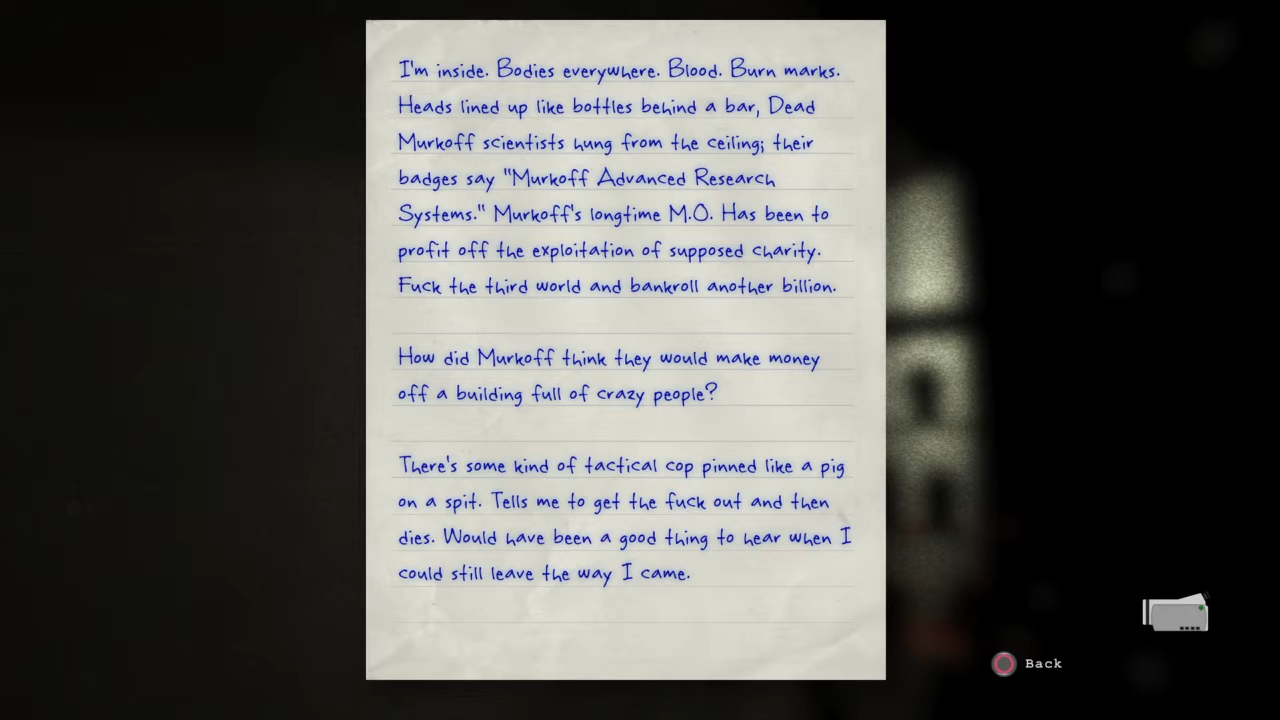 I'm inside. Bodies everywhere. Blood. Burn marks.
Heads lined up like bottles behind a bar, Dead
Murkoff scientists hung from the ceiling; their
badges say "Murkoff Advanced Research
Systems." Murkoff's longtime M.O. Has been to
profit off the exploitation of supposed charity.
Fuck the third world and bankroll another billion.
How did Murkoff think they would make money
off a building full of crazy people?
There's some kind of tactical cop pinned like a pig
on a spit. Tells me to get the fuck out and then
dies. Would have been a good thing to hear when I
could still leave the way I came.
Back